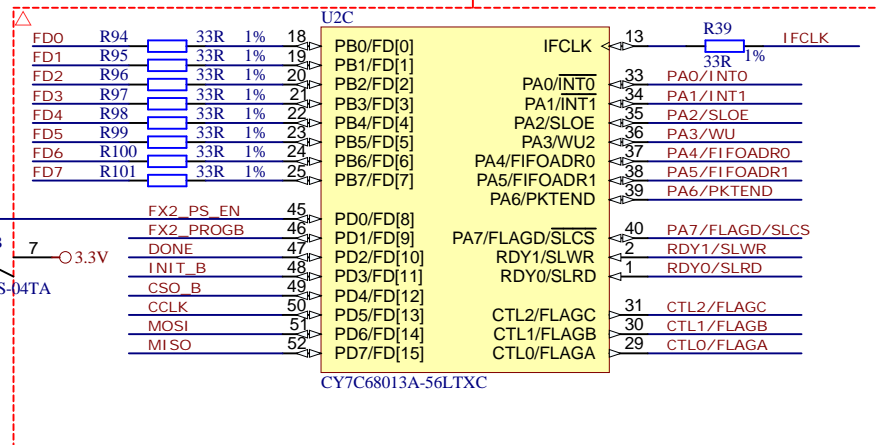 U2C
FD0 R94 33R 1% 18 PB0/FD[0] IFCLK 13 R39 33R 1% IFCLK
FD1 R95 33R 1% 19 PB1/FD[1]
FD2 R96 33R 1% 20 PB2/FD[2] PA0/INT0 33 PA0/INT0
FD3 R97 33R 1% 21 PB3/FD[3] PA1/INT1 34 PA1/INT1
FD4 R98 33R 1% 22 PB4/FD[4] PA2/SLOE 35 PA2/SLOE
FD5 R99 33R 1% 23 PB5/FD[5] PA3/WU2 36 PA3/WU
FD6 R100 33R 1% 24 PB6/FD[6] PA4/FIFOADR0 37 PA4/FIFOADR0
FD7 R101 33R 1% 25 PB7/FD[7] PA5/FIFOADR1 38 PA5/FIFOADR1
PA6/PKTEND 39 PA6/PKTEND
FX2_PS_EN 45 PD0/FD[8]
FX2_PROGB 46 PD1/FD[9] PA7/FLAGD/SLCS 40 PA7/FLAGD/SLCS
7 3.3V DONE 47 PD2/FD[10] RDY1/SLWR 2 RDY1/SLWR
INIT_B 48 PD3/FD[11] RDY0/SLRD 1 RDY0/SLRD
S-04TA CSO_B 49 PD4/FD[12]
CCLK 50 PD5/FD[13] CTL2/FLAGC 31 CTL2/FLAGC
MOSI 51 PD6/FD[14] CTL1/FLAGB 30 CTL1/FLAGB
MISO 52 PD7/FD[15] CTL0/FLAGA 29 CTL0/FLAGA
CY7C68013A-56LTXC